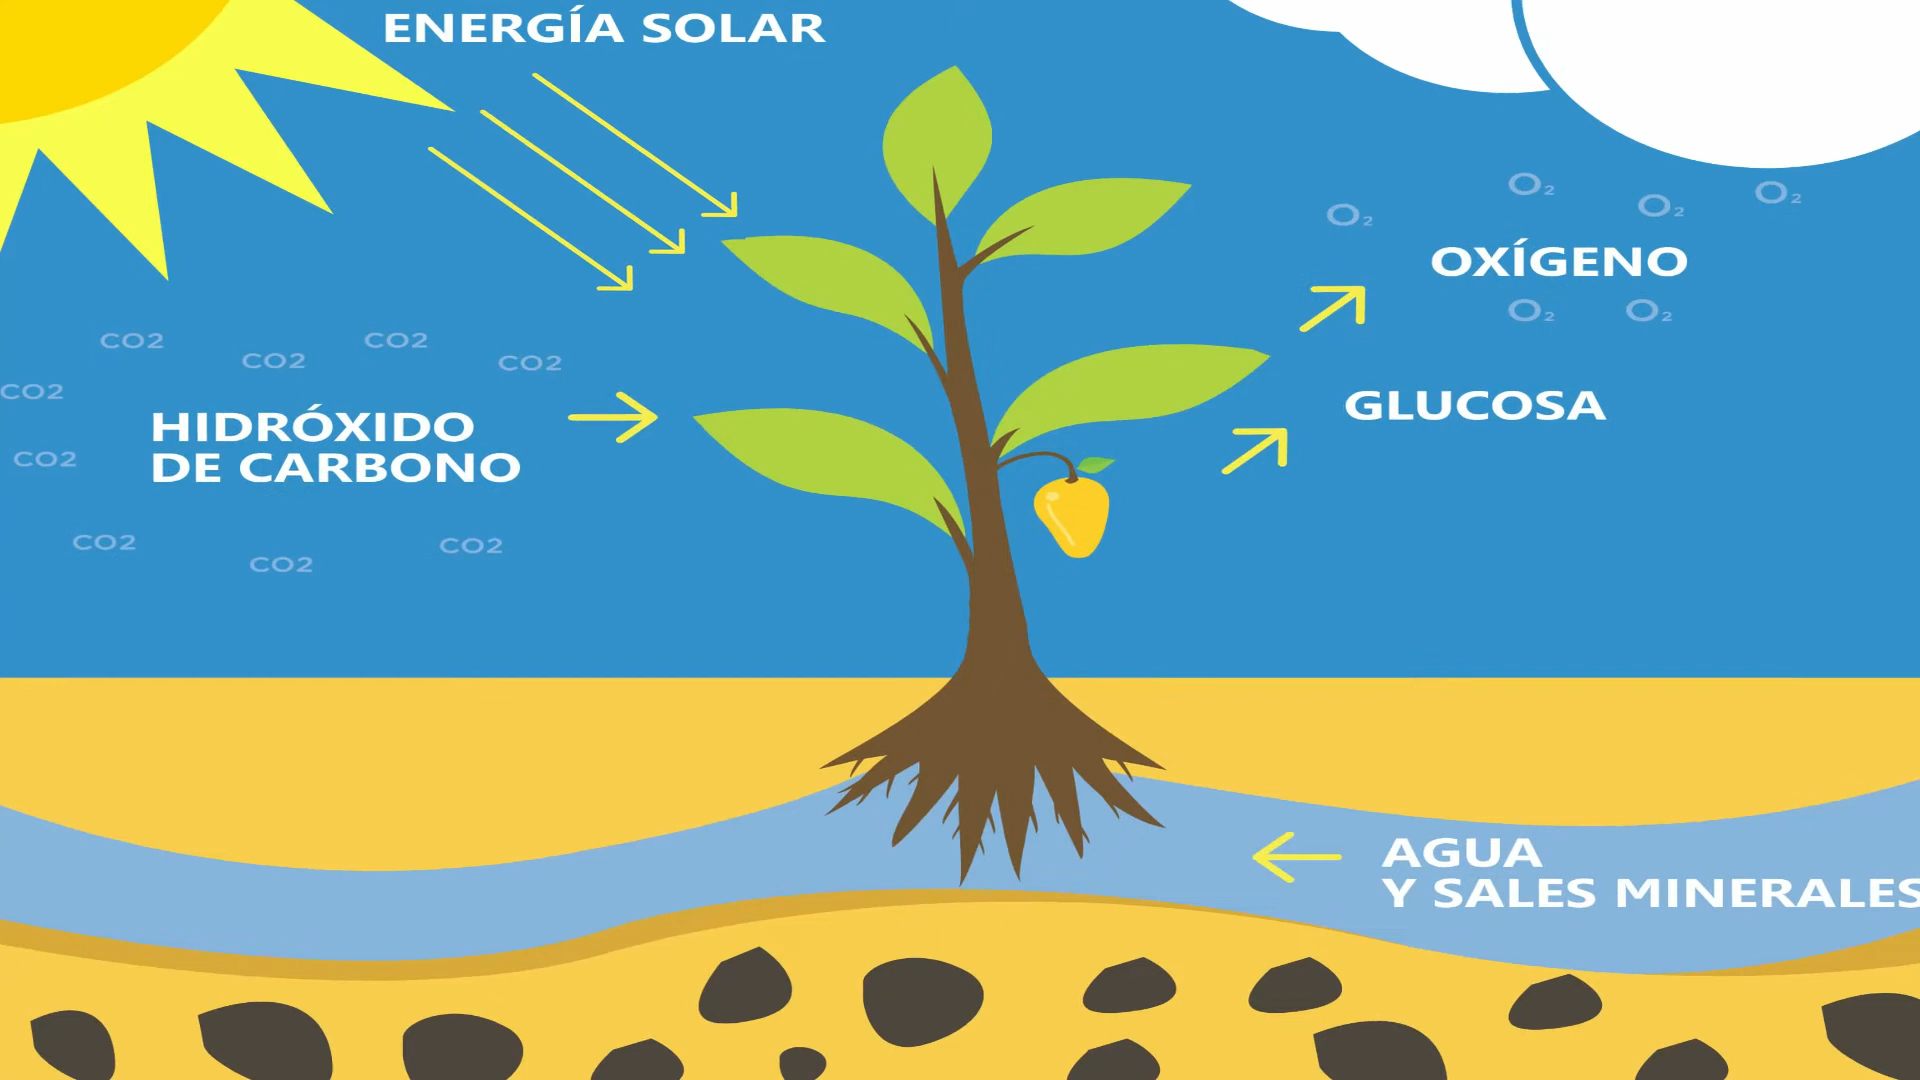 ENERGÍA SOLAR
O₂
O₂
O₂
O₂
OXÍGENO
O₂
O₂
CO2
CO2
CO2
CO2
CO2
GLUCOSA
HIDRÓXIDO
DE CARBONO
CO2
CO2
CO2
CO2
AGUA
Y SALES MINERALES